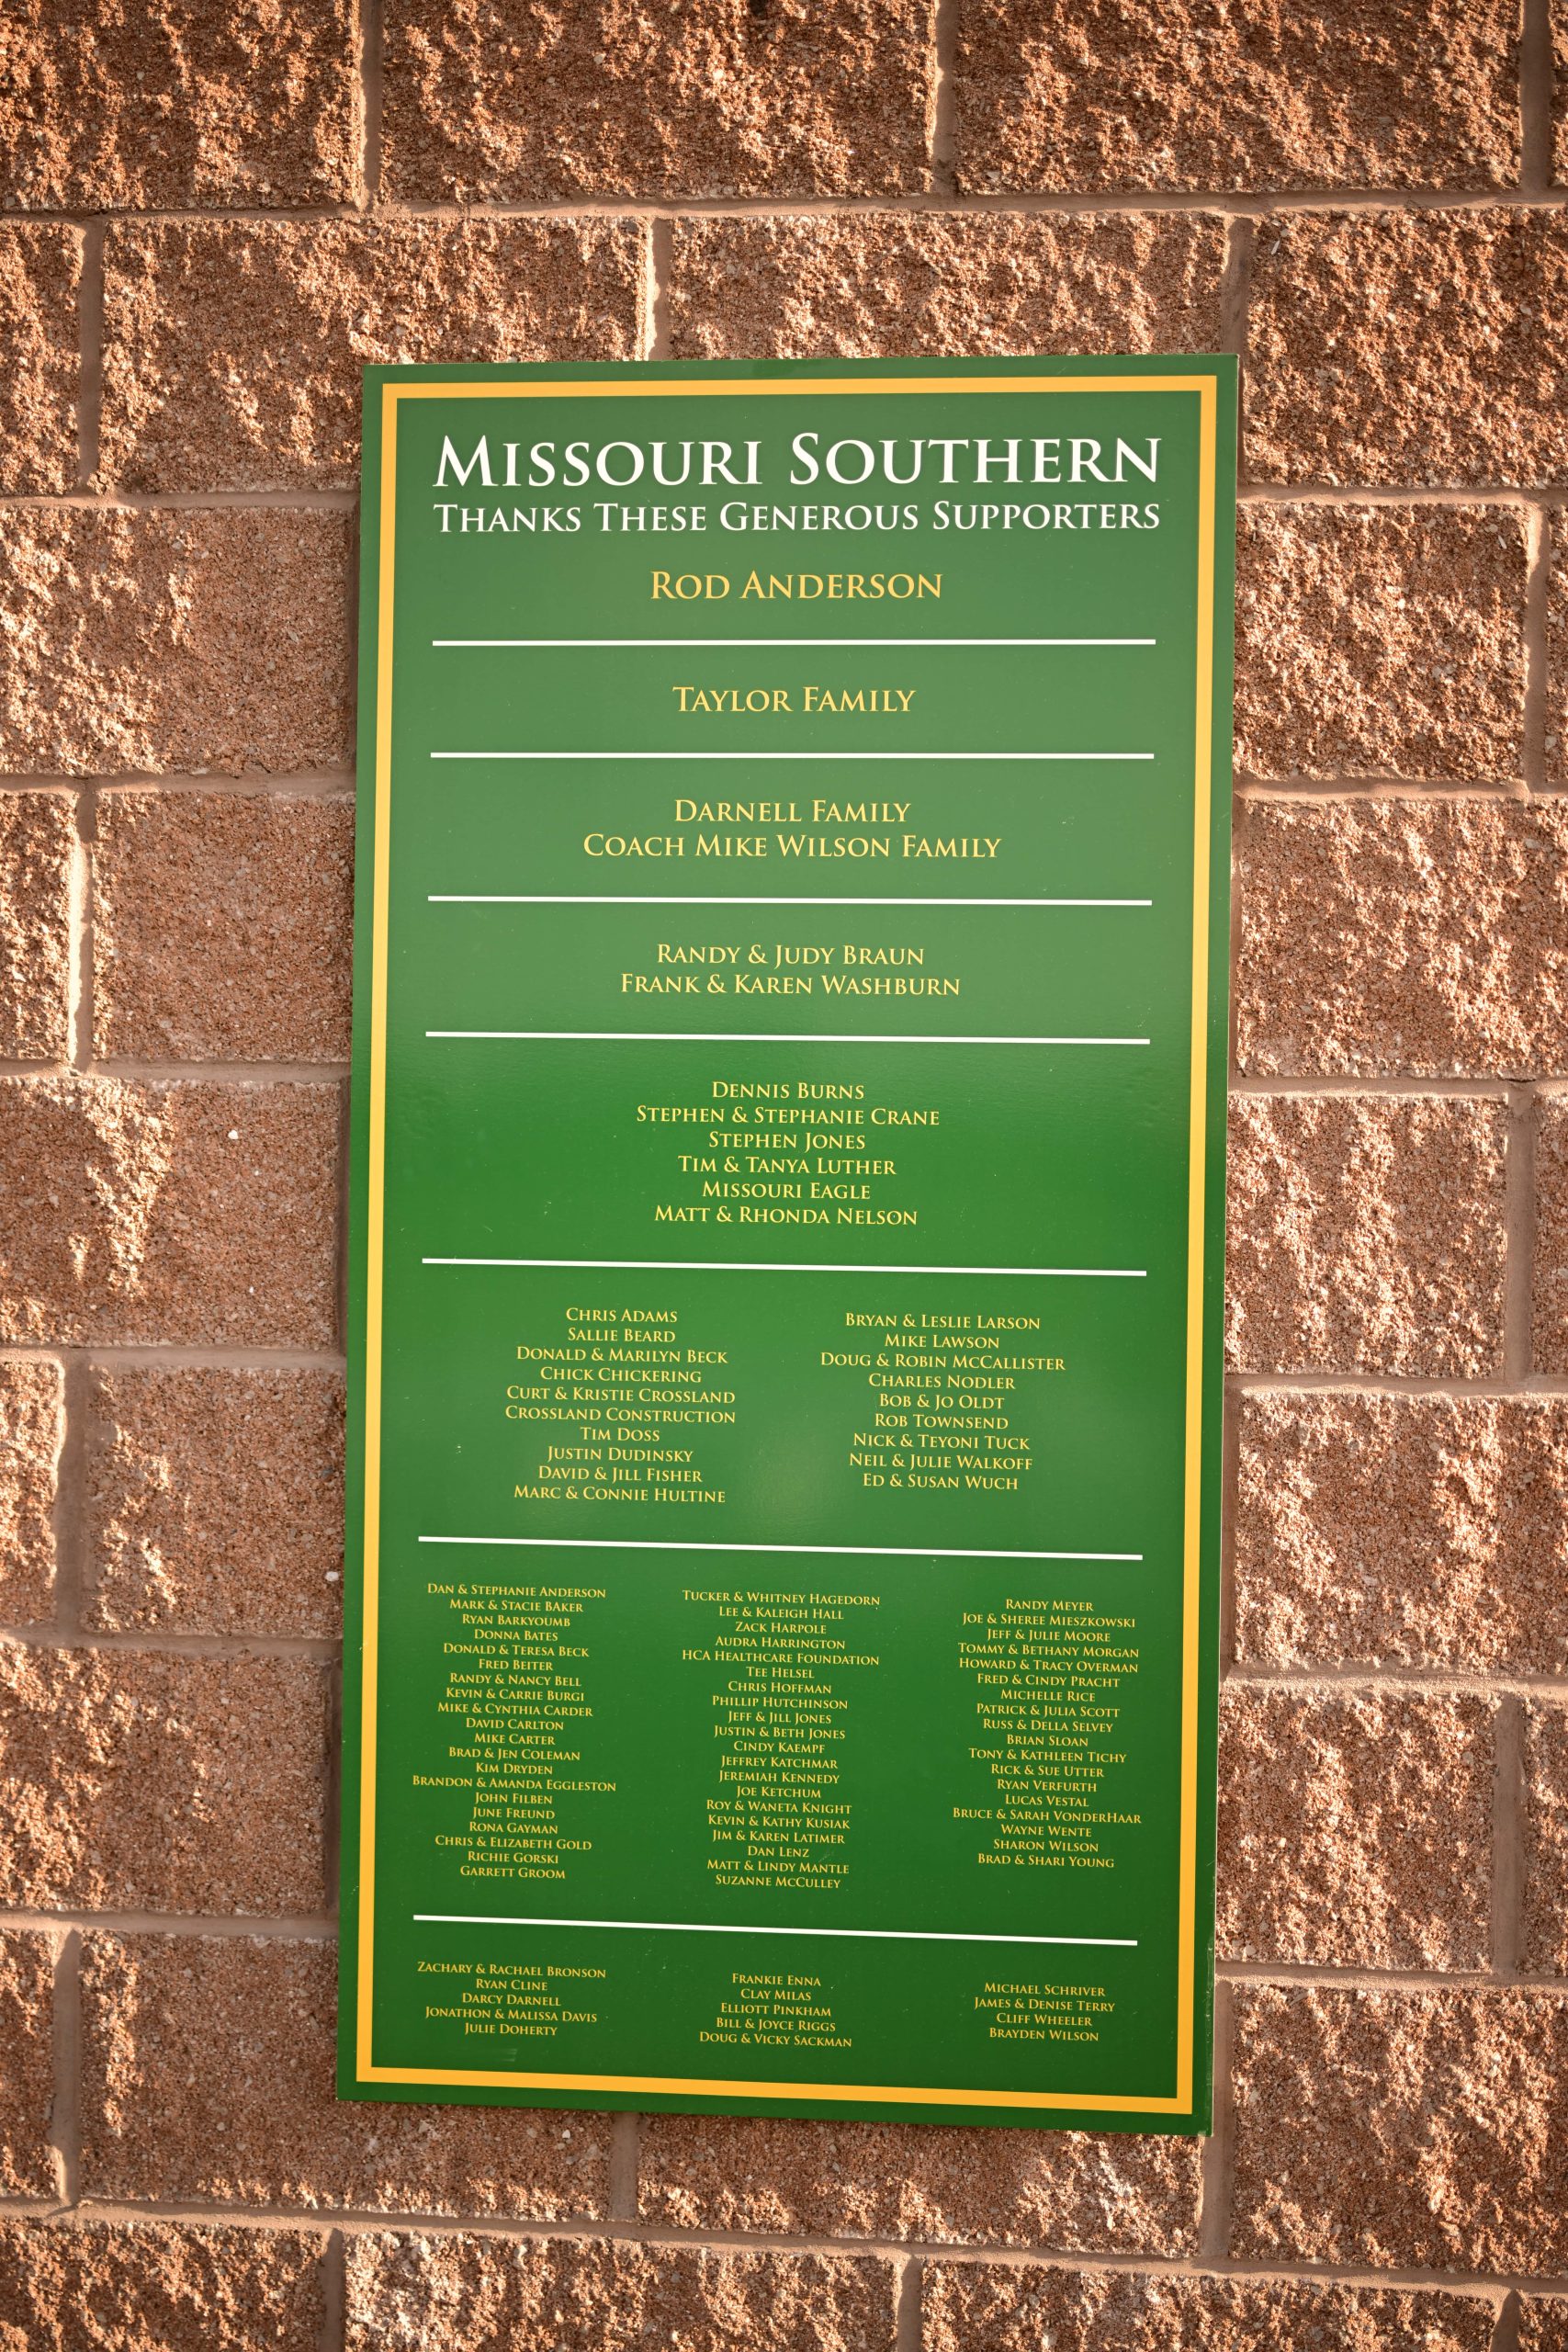 Missouri Southern
Thanks These Generous Supporters
Rod Anderson
Taylor Family
Darnell Family
Coach Mike Wilson Family
Randy & Judy Braun
Frank & Karen Washburn
Dennis Burns
Stephen & Stephanie Crane
Stephen Jones
Tim & Tanya Luther
Missouri Eagle
Matt & Rhonda Nelson
Chris Adams
Sallie Beard
Donald & Marilyn Beck
Chick Chickering
Curt & Kristie Crossland
Crossland Construction
Tim Doss
Justin Dudinsky
David & Jill Fisher
Marc & Connie Hultine
Bryan & Leslie Larson
Mike Lawson
Doug & Robin McCallister
Charles Nodler
Bob & Jo Oldt
Rob Townsend
Nick & Teyoni Tuck
Neil & Julie Walkoff
Ed & Susan Wuch
Dan & Stephanie Anderson
Mark & Stacie Baker
Ryan Barkyoumb
Donna Bates
Donald & Teresa Beck
Fred Beiter
Randy & Nancy Bell
Kevin & Carrie Burgi
Mike & Cynthia Carder
David Carlton
Mike Carter
Brad & Jen Coleman
Kim Dryden
Brandon & Amanda Eggleston
John Filben
June Freund
Rona Gayman
Chris & Elizabeth Gold
Richie Gorski
Garrett Groom
Tucker & Whitney Hagedorn
Lee & Kaleigh Hall
Zack Harpole
Audra Harrington
HCA Healthcare Foundation
Tee Helsel
Chris Hoffman
Phillip Hutchinson
Jeff & Jill Jones
Justin & Beth Jones
Cindy Kaempf
Jeffrey Katchmar
Jeremiah Kennedy
Joe Ketchum
Roy & Waneta Knight
Kevin & Kathy Kusiak
Jim & Karen Latimer
Dan Lenz
Matt & Lindy Mantle
Suzanne McCulley
Randy Meyer
Joe & Sheree Mieszkowski
Jeff & Julie Moore
Tommy & Bethany Morgan
Howard & Tracy Overman
Fred & Cindy Pracht
Michelle Rice
Patrick & Julia Scott
Russ & Della Selvey
Brian Sloan
Tony & Kathleen Tichy
Rick & Sue Utter
Ryan Verfurth
Lucas Vestal
Bruce & Sarah VonderHaar
Wayne Wente
Sharon Wilson
Brad & Shari Young
Zachary & Rachael Bronson
Ryan Cline
Darcy Darnell
Jonathon & Malissa Davis
Julie Doherty
Frankie Enna
Clay Milas
Elliott Pinkham
Bill & Joyce Riggs
Doug & Vicky Sackman
Michael Schriver
James & Denise Terry
Cliff Wheeler
Brayden Wilson